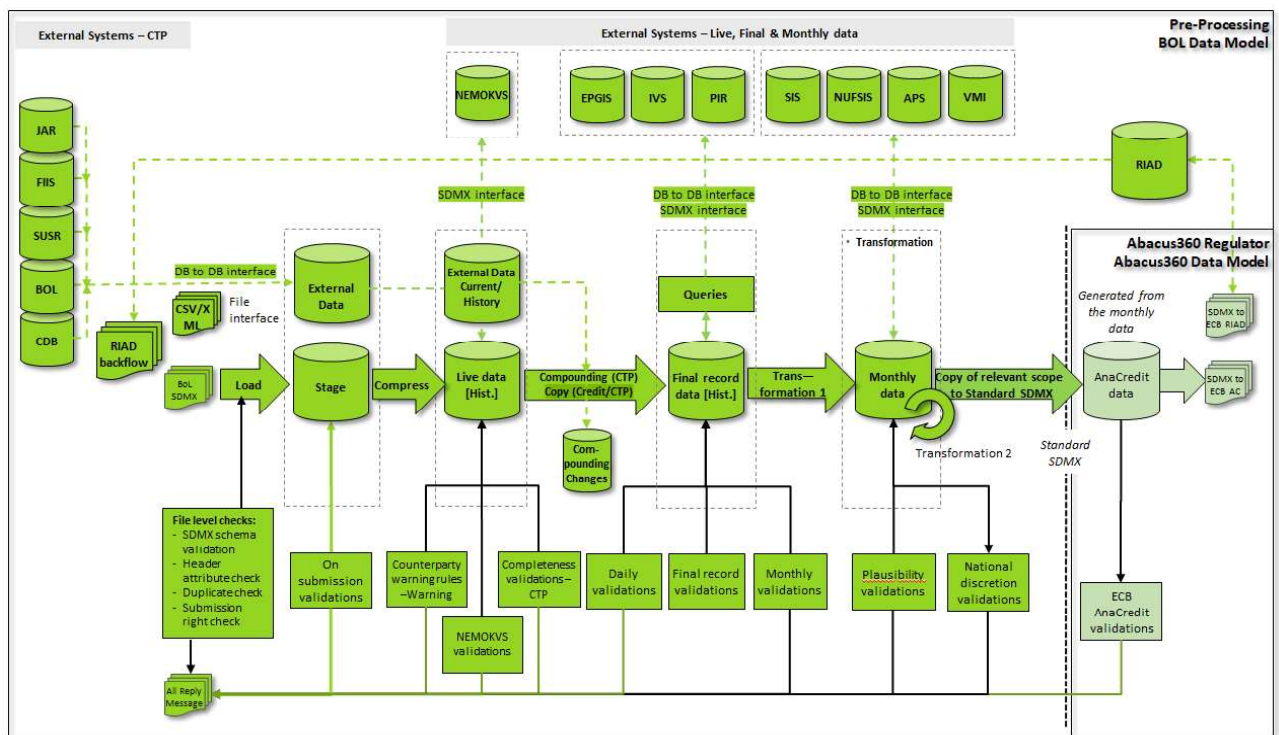 External Systems – CTP
External Systems – Live, Final & Monthly data
Pre-Processing
BOL Data Model
NEMOKVS
EPGIS
IVS
PIR
SIS
NUFSIS
APS
VMI
JAR
FIIS
SUSR
BOL
CDB
RIAD
SDMX interface
DB to DB interface
SDMX interface
DB to DB interface
SDMX interface
Abacus360 Regulator
Abacus360 Data Model
DB to DB interface
CSV/X
ML
File
interface
RIAD
backflow
External
Data
External Data
Current/
History
Queries
• Transformation
Generated from
the monthly
data
SDMX to
ECB RIAD
BoL
SDMX
Load
Stage
Compress
Live data
[Hist.]
Compounding (CTP)
Copy (Credit/CTP)
Final record
data [Hist.]
Trans—
formation 1
Monthly
data
Copy of relevant scope
to Standard SDMX
AnaCredit
data
SDMX to
ECB AC
Transformation 2
Standard
SDMX
Com-
pounding
Changes
File level checks:
- SDMX schema
validation
- Header
attribute check
- Duplicate check
- Submission
right check
On
submission
validations
Counterparty
warning rules
–Warning
Completeness
validations–
CTP
NEMOKVS
validations
Daily
validations
Final record
validations
Monthly
validations
Plausibility
validations
National
discretion
validations
ECB
AnaCredit
validations
All Reply
Message